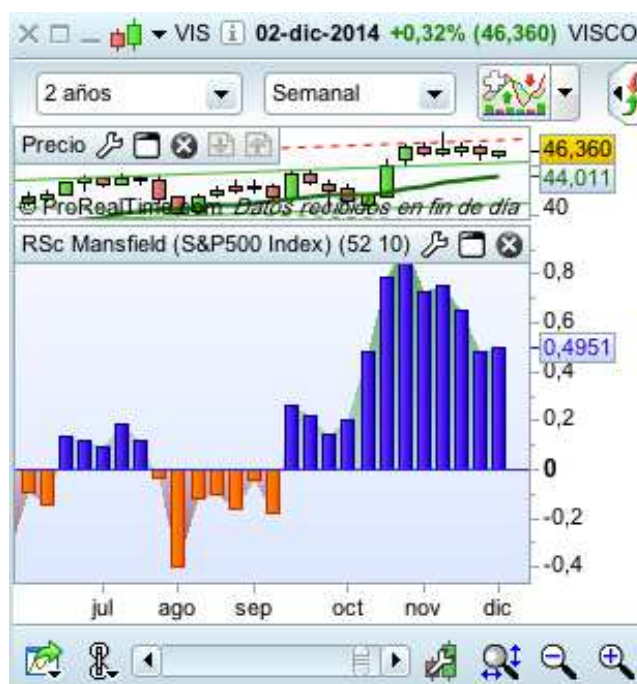 VIS 02-dic-2014 +0,32% (46,360) VISCO
2 años Semanal
Precio
46,360
44,011
40
© ProRealTime.com Datos recibidos en fin de día
RSc Mansfield (S&P500 Index) (52 10)
0,8
0,6
0,4951
0,4
0,2
0
-0,2
-0,4
jul ago sep oct nov dic